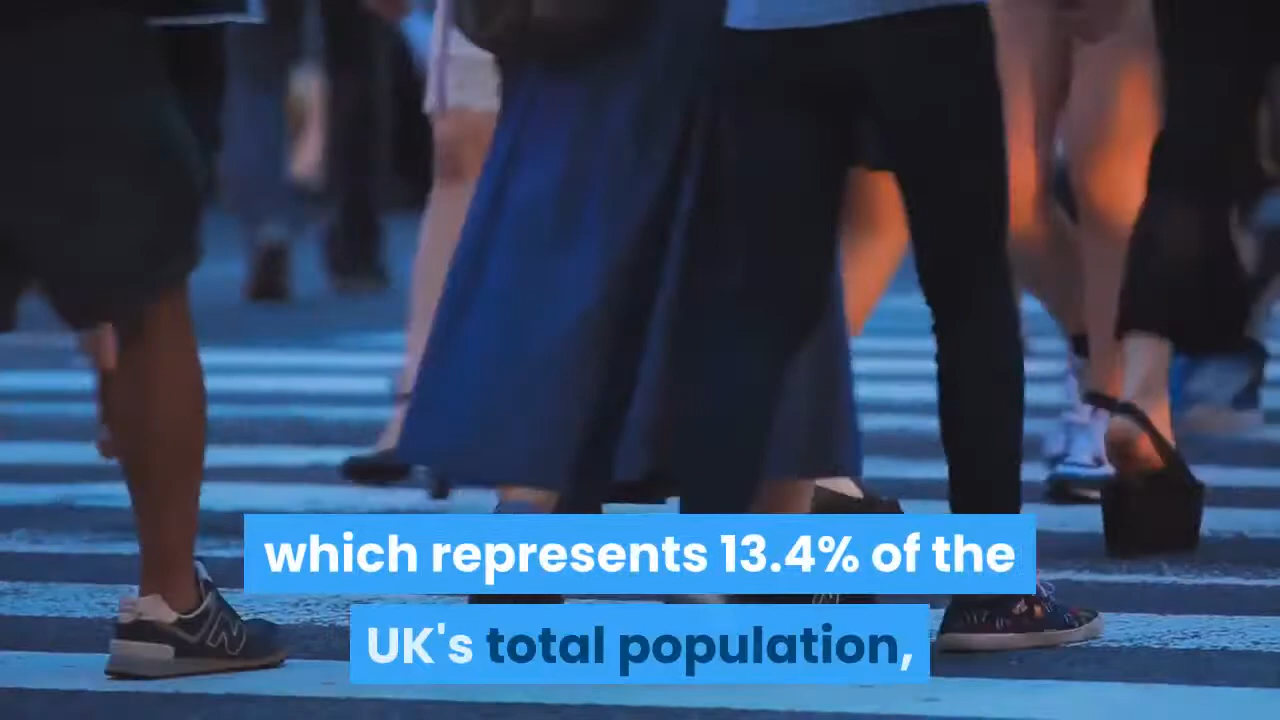 which represents 13.4% of the
UK's total population,
N